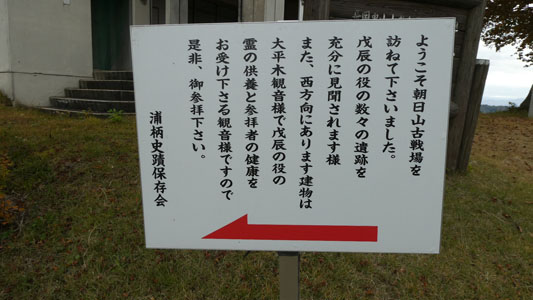 ようこそ朝日山古戦場を
訪ねて下さいました。
戊辰の役の数々の遺跡を
充分に見聞されます様
また、西方向にあります建物は
大平木観音様で戊辰の役の
霊の供養と参拝者の健康を
お受け下さる観音様ですので
是非、御参拝下さい。
浦柄史蹟保存会